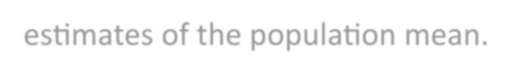 estimates of the population mean.